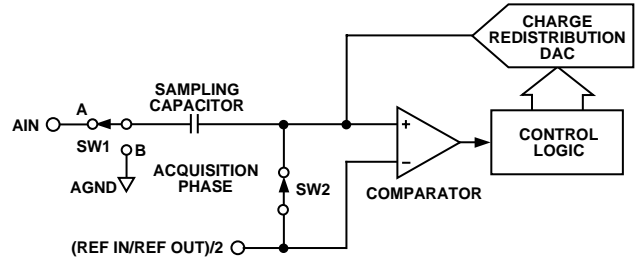 CHARGE
REDISTRIBUTION
DAC
SAMPLING
CAPACITOR
A
AIN
SW1
B
AGND
ACQUISITION
PHASE
SW2
+
−
COMPARATOR
CONTROL
LOGIC
(REF IN/REF OUT)/2